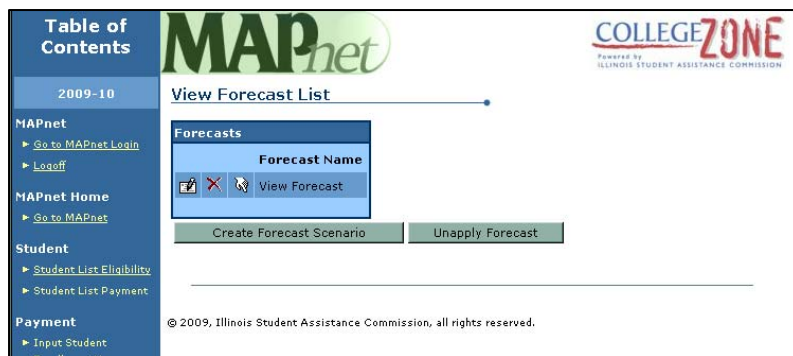 Table of
Contents
2009-10
MAPnet
Go to MAPnet Login
Logoff
MAPnet Home
Go to MAPnet
Student
Student List Eligibility
Student List Payment
Payment
Input Student
MAPnet
COLLEGE ZONE
Powered by
ILLINOIS STUDENT ASSISTANCE COMMISSION
View Forecast List
Forecasts
Forecast Name
View Forecast
Create Forecast Scenario Unapply Forecast
© 2009, Illinois Student Assistance Commission, all rights reserved.